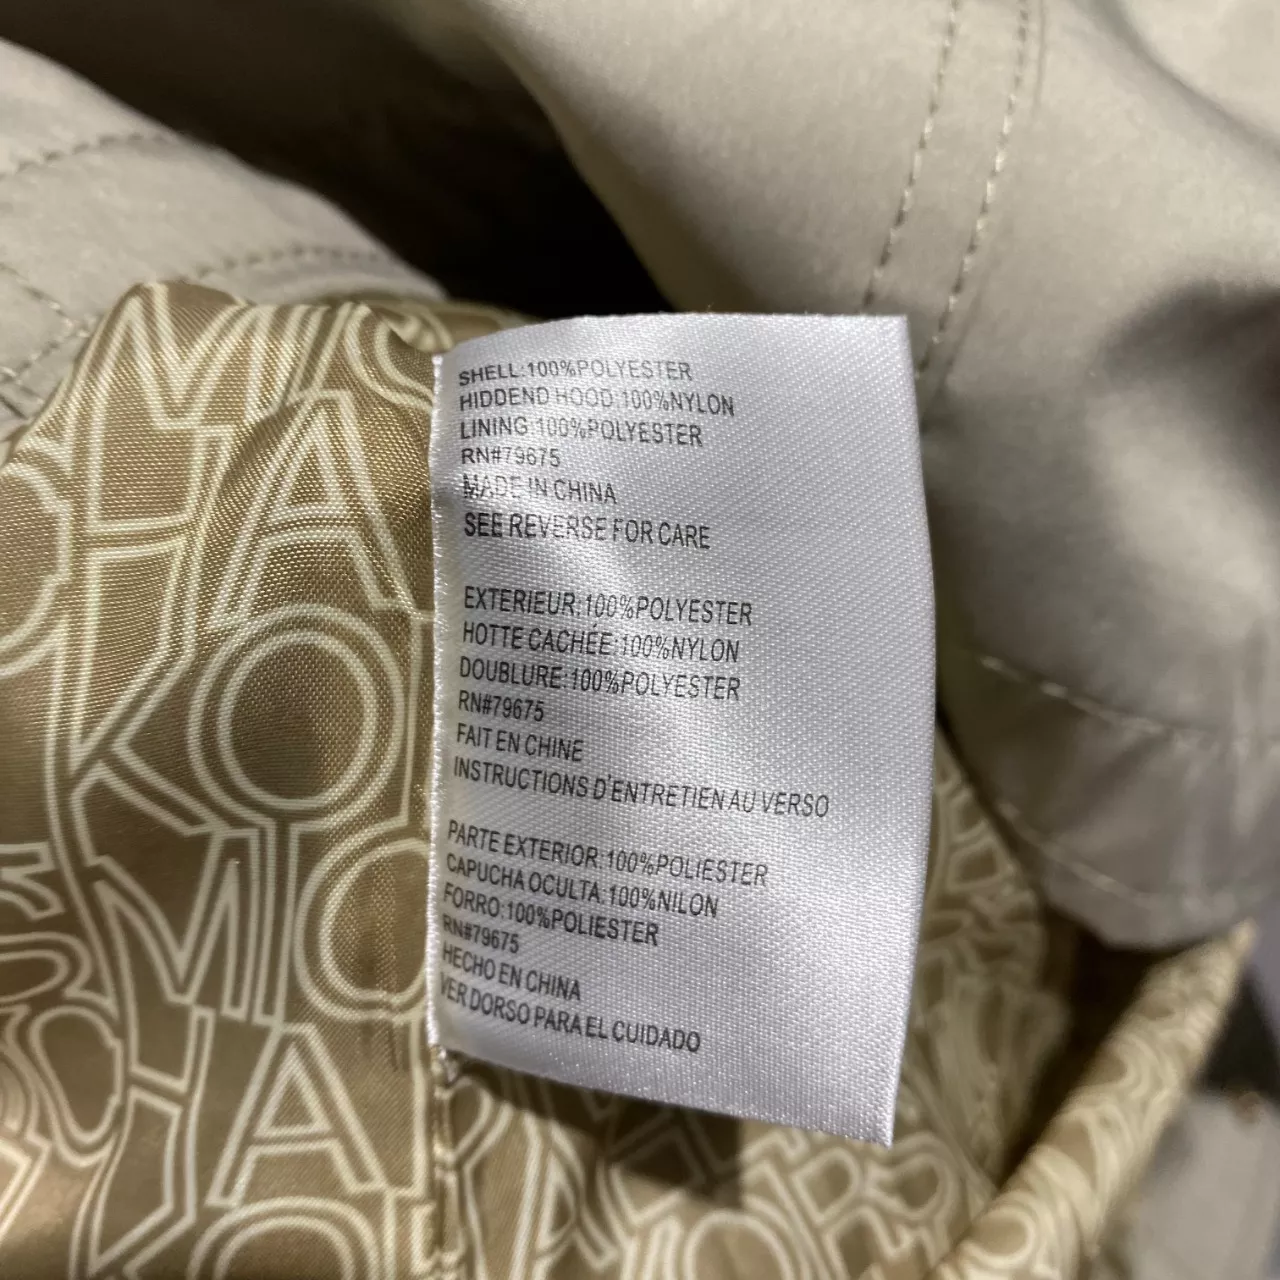 SHELL:100%POLYESTER
HIDDEND HOOD:100%NYLON
LINING:100%POLYESTER
RN#79675
MADE IN CHINA
SEE REVERSE FOR CARE
EXTERIEUR:100%POLYESTER
HOTTE CACHÉE:100%NYLON
DOUBLURE:100%POLYESTER
RN#79675
FAIT EN CHINE
INSTRUCTIONS D'ENTRETIEN AU VERSO
PARTE EXTERIOR:100%POLIESTER
CAPUCHA OCULTA:100%NILON
FORRO:100%POLIESTER
RN#79675
HECHO EN CHINA
VER DORSO PARA EL CUIDADO